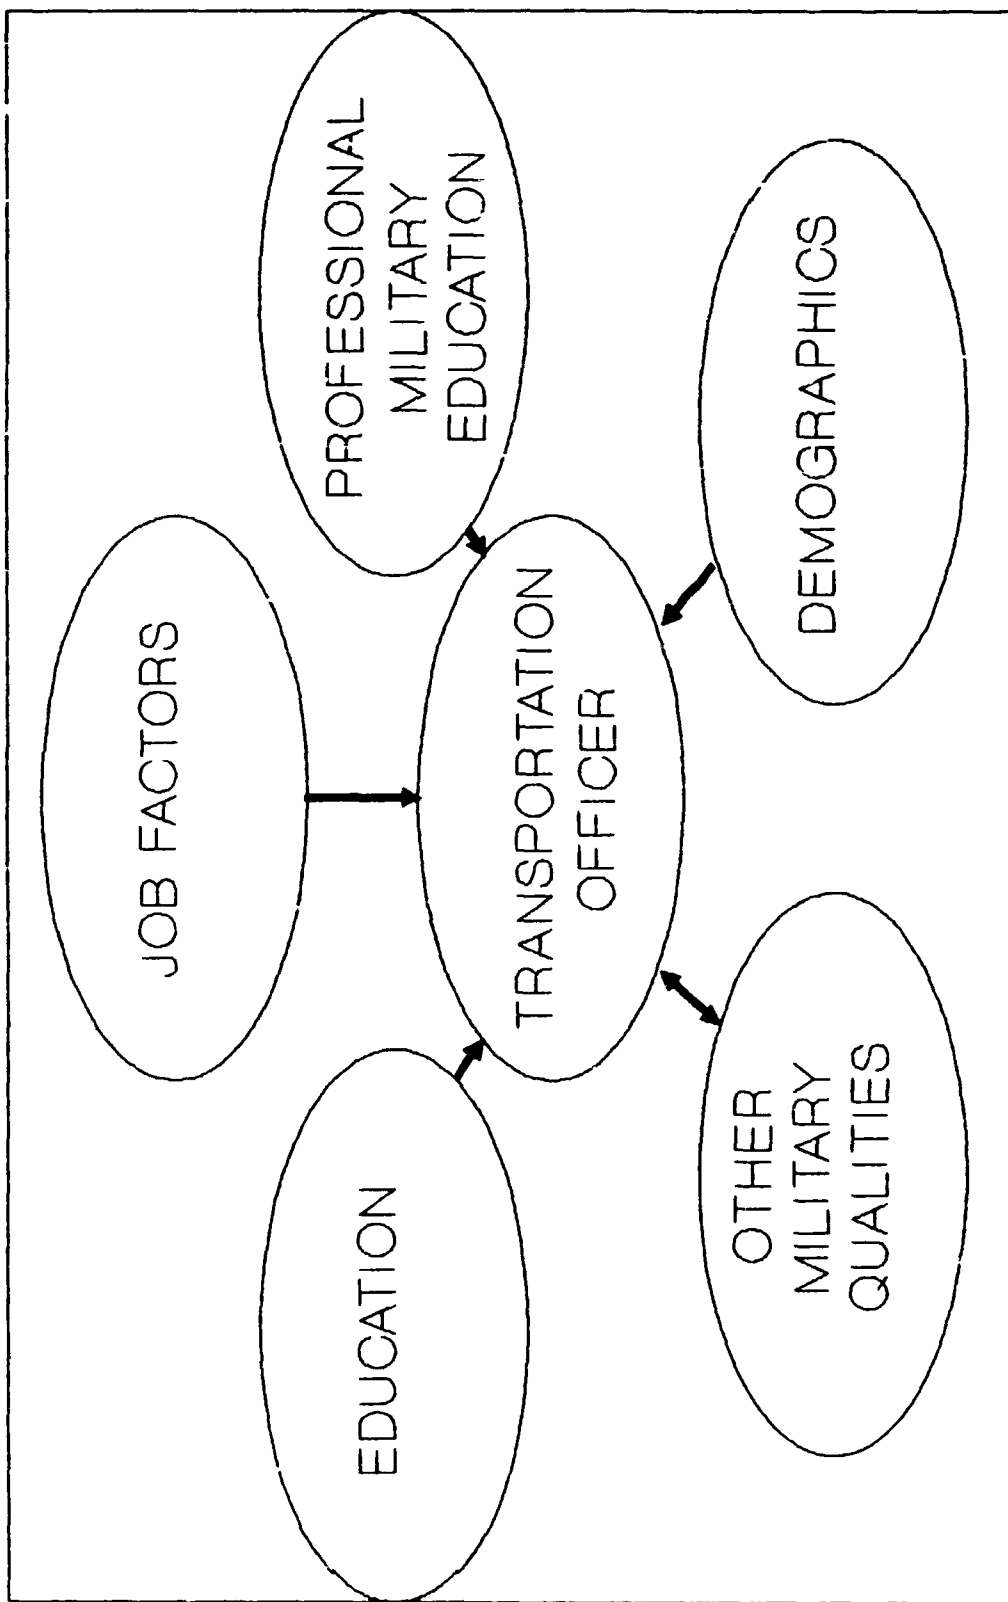 JOB FACTORS
EDUCATION
PROFESSIONAL
MILITARY
EDUCATION
TRANSPORTATION
OFFICER
OTHER
MILITARY
QUALITIES
DEMOGRAPHICS